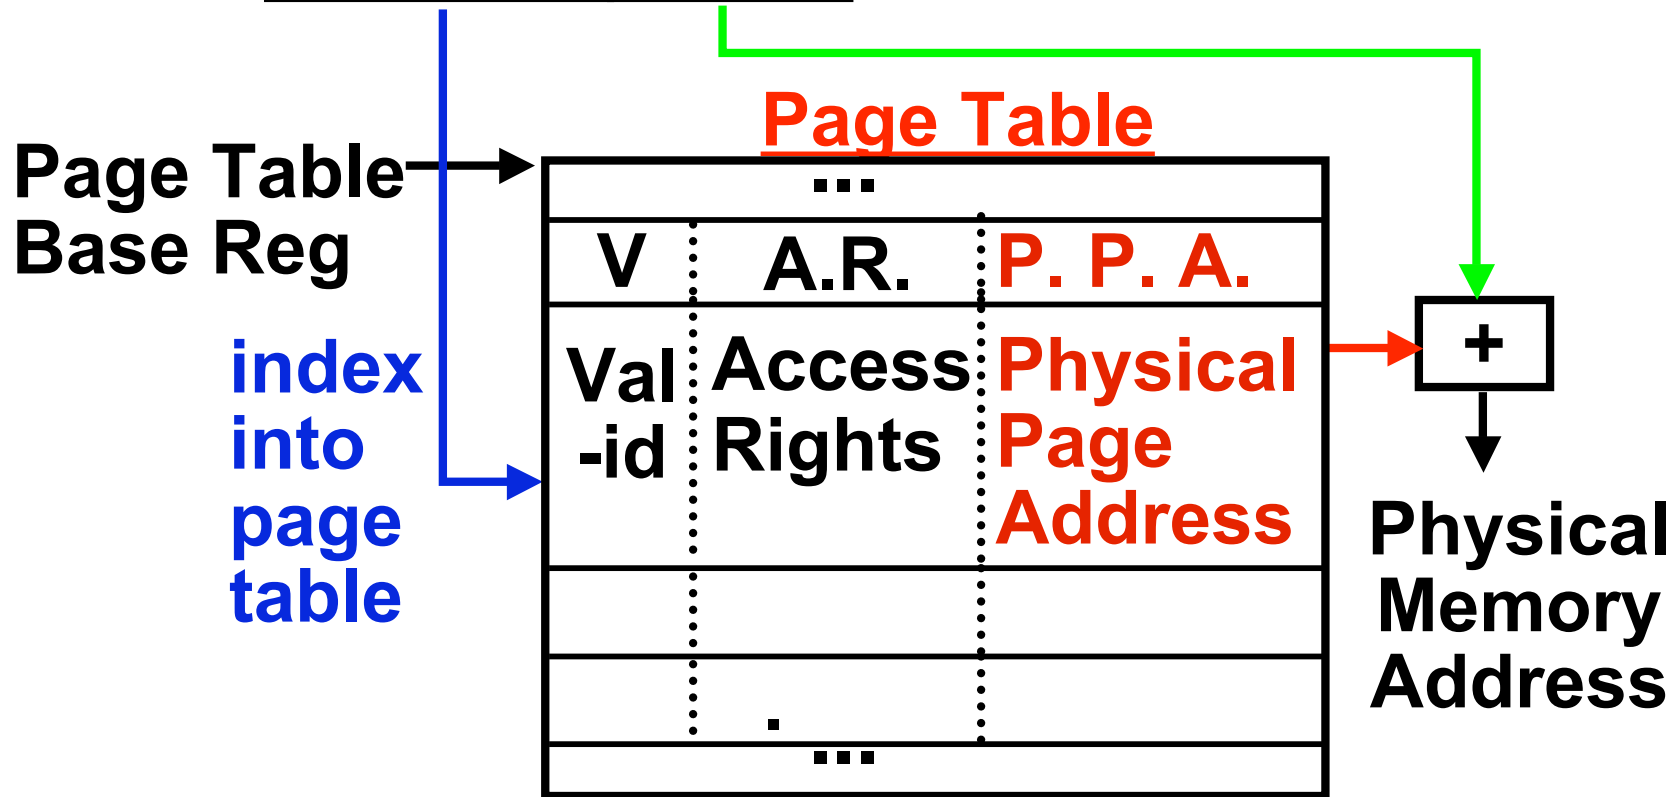 Page Table
Page Table
Base Reg
...
V A.R. P. P. A.
index
into
page
table
Val
-id
Access
Rights
Physical
Page
Address
+
Physical
Memory
Address
.
...